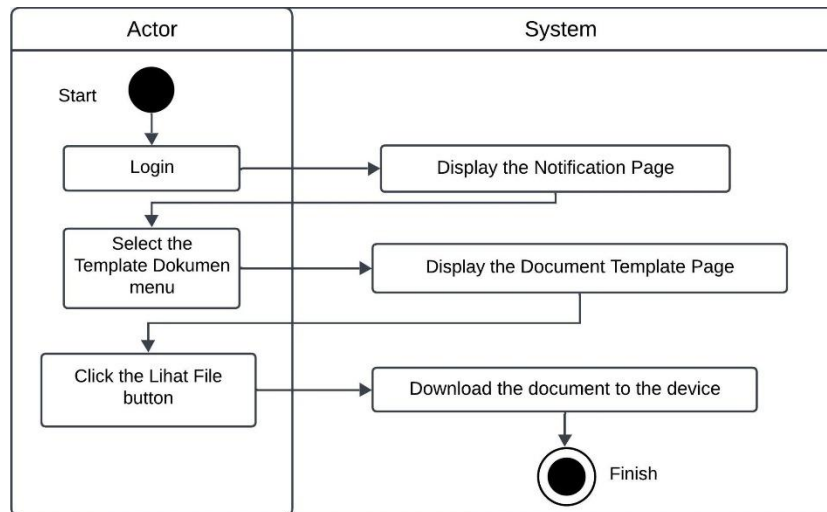 Actor
System
Start
Login
Display the Notification Page
Select the
Template Dokumen
menu
Display the Document Template Page
Click the Lihat File
button
Download the document to the device
Finish